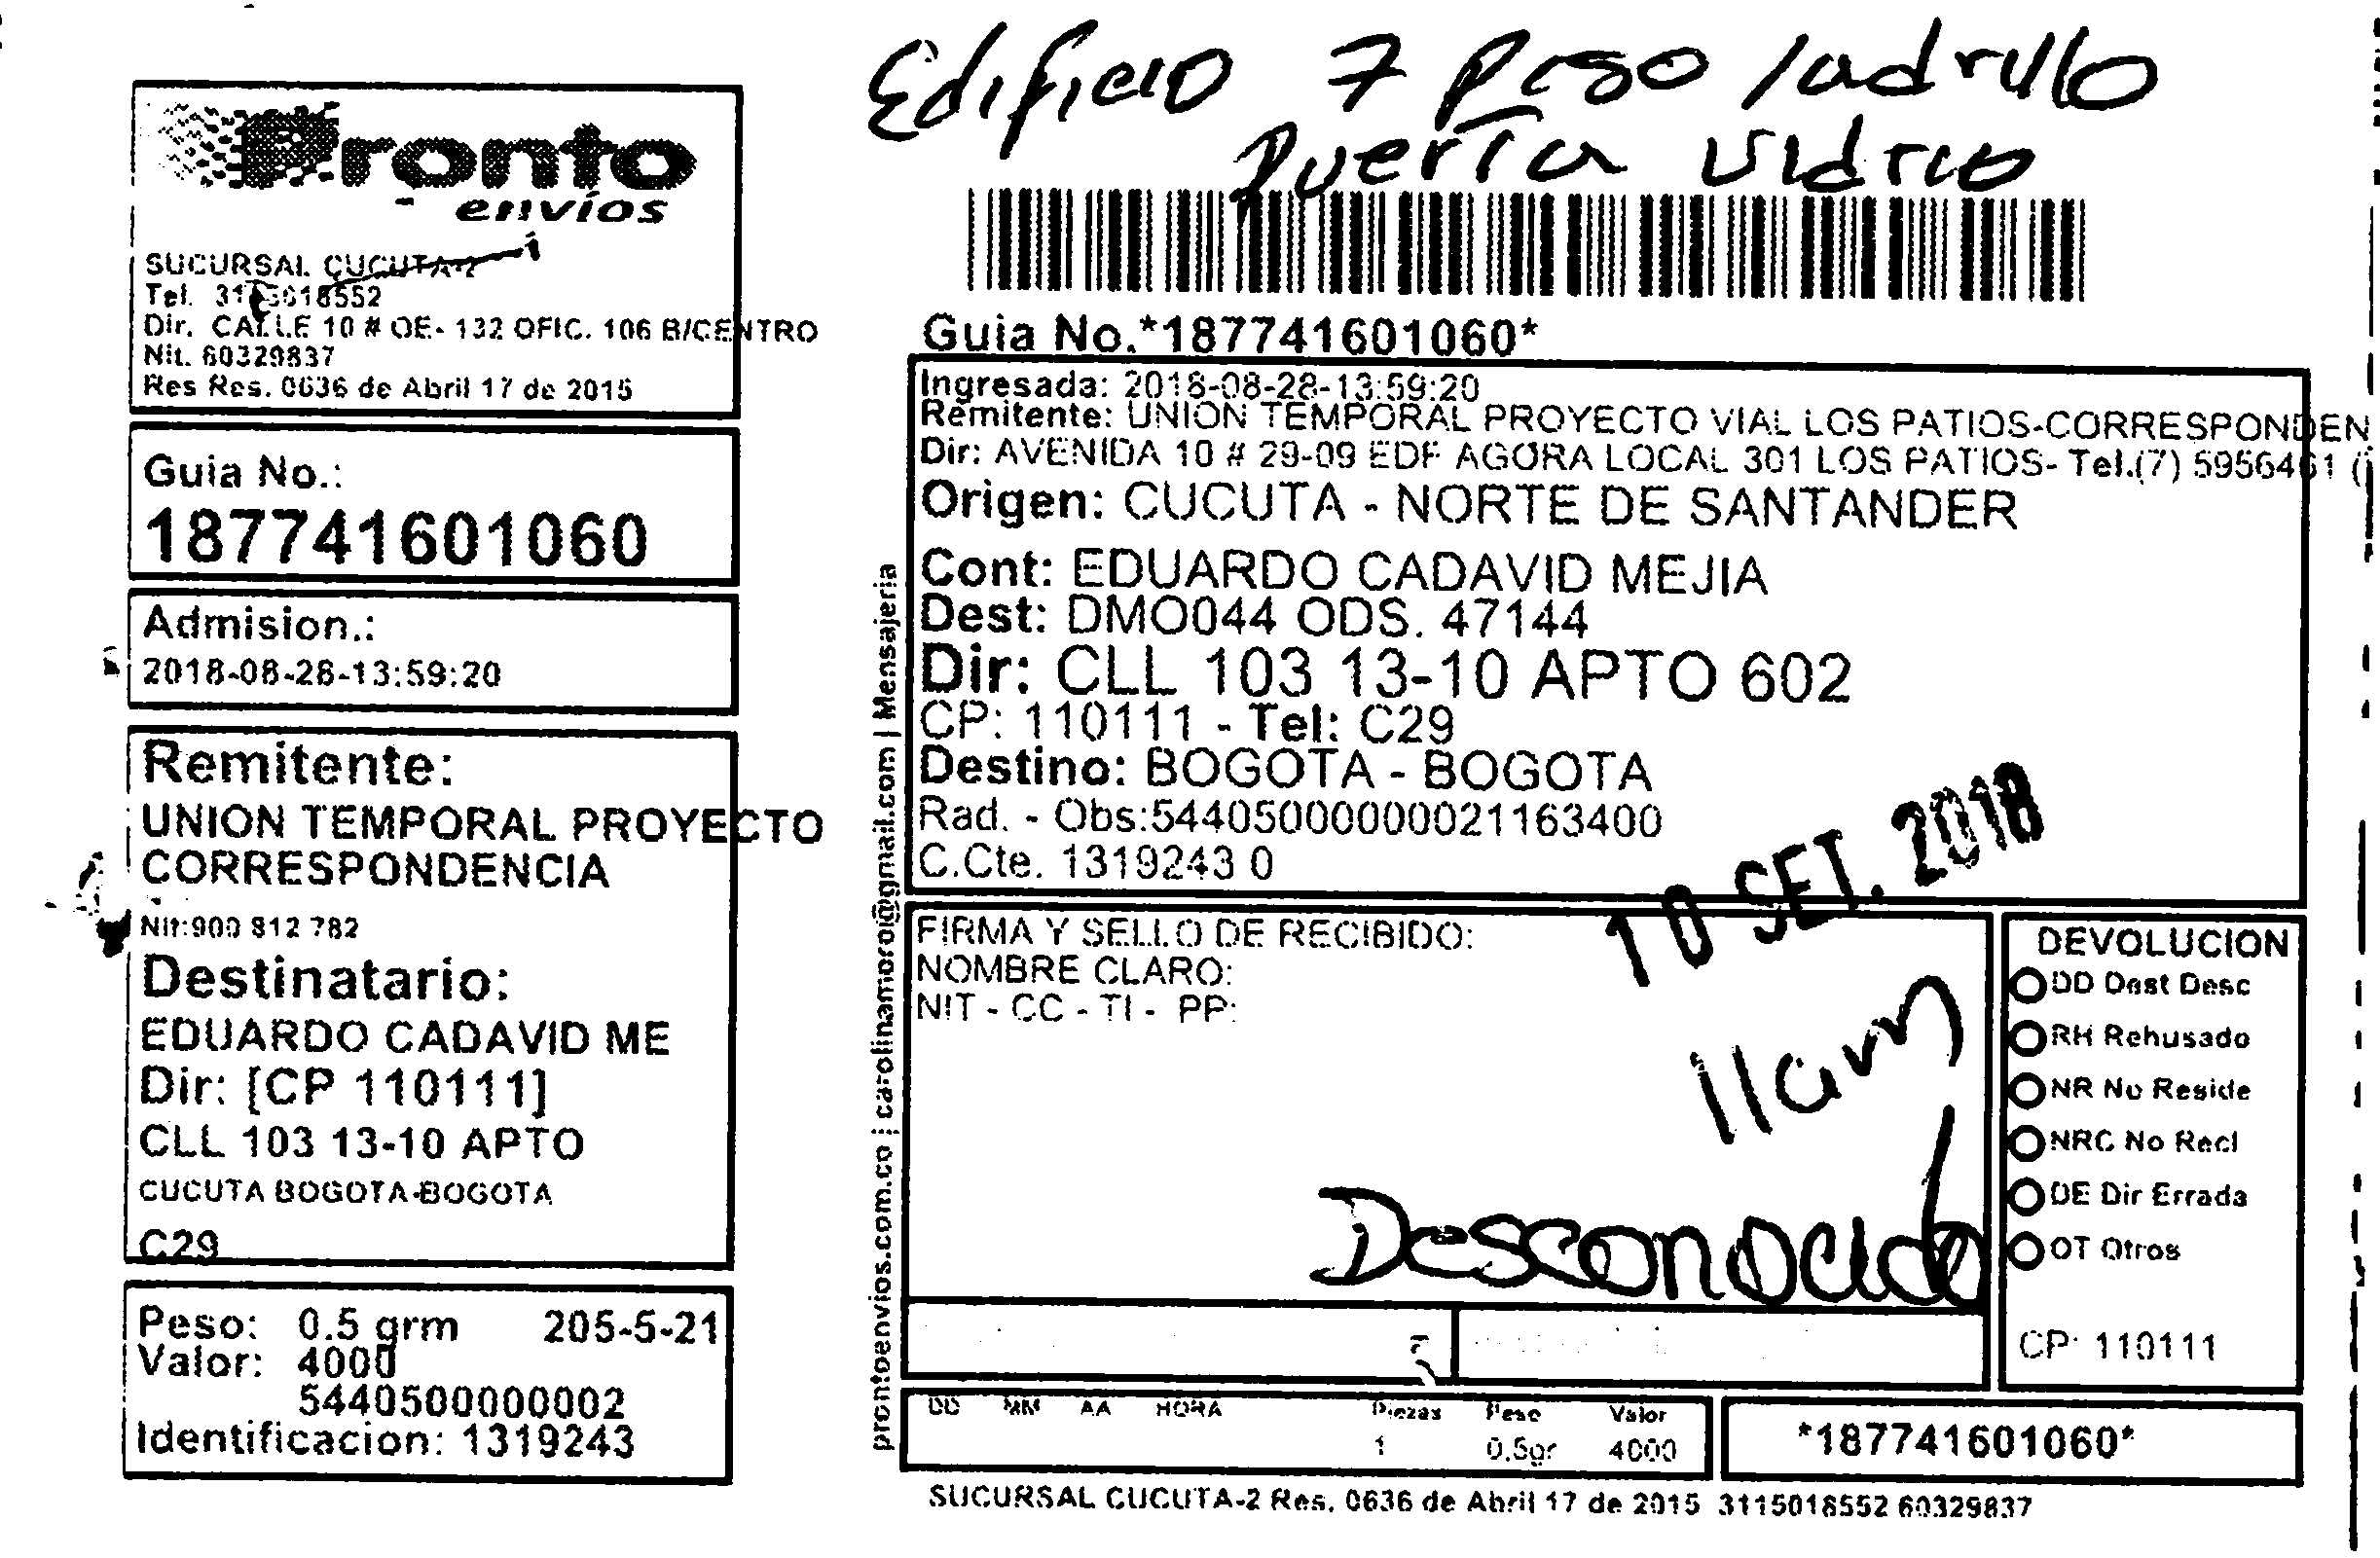 Edificio 7 Piso ladrillo
puerta vidrio
Pronto
envíos
SUCURSAL CUCUTA-2
Tel. 3115018552
Dir. CALLE 10 # OE- 132 OFIC. 106 B/CENTRO
Nit. 60329837
Res Res. 0636 de Abril 17 de 2015
Guia No.:
187741601060
Admision.:
2018-08-28-13:59:20
Remitente:
UNION TEMPORAL PROYECTO
CORRESPONDENCIA
Nit:900 812 782
Destinatario:
EDUARDO CADAVID ME
Dir: [CP 110111]
CLL 103 13-10 APTO
CUCUTA BOGOTA-BOGOTA
C29
Peso: 0.5 grm 205-5-21
Valor: 4000
5440500000002
Identificacion: 1319243
prontoenvios.com.co | carolinamoro@gmail.com | Mensajeria
Guia No.*187741601060*
Ingresada: 2018-08-28-13:59:20
Remitente: UNION TEMPORAL PROYECTO VIAL LOS PATIOS-CORRESPONDEN
Dir: AVENIDA 10 # 29-09 EDF AGORA LOCAL 301 LOS PATIOS- Tel.(7) 5956461 (
Origen: CUCUTA - NORTE DE SANTANDER
Cont: EDUARDO CADAVID MEJIA
Dest: DMO044 ODS. 47144
Dir: CLL 103 13-10 APTO 602
CP: 110111 - Tel: C29
Destino: BOGOTA - BOGOTA
Rad. - Obs:544050000000021163400
C.Cte. 1319243 0
10 SET. 2018
FIRMA Y SELLO DE RECIBIDO:
NOMBRE CLARO:
NIT - CC - TI - PP:
11am
Desconocido
DEVOLUCION
DD Dest Desc
RH Rehusado
NR No Reside
NRC No Recl
DE Dir Errada
OT Otros
CP: 110111
DD MM AA HORA Piezas Peso Valor
1 0.5gr 4000
*187741601060*
SUCURSAL CUCUTA-2 Res. 0636 de Abril 17 de 2015 3115018552 60329837